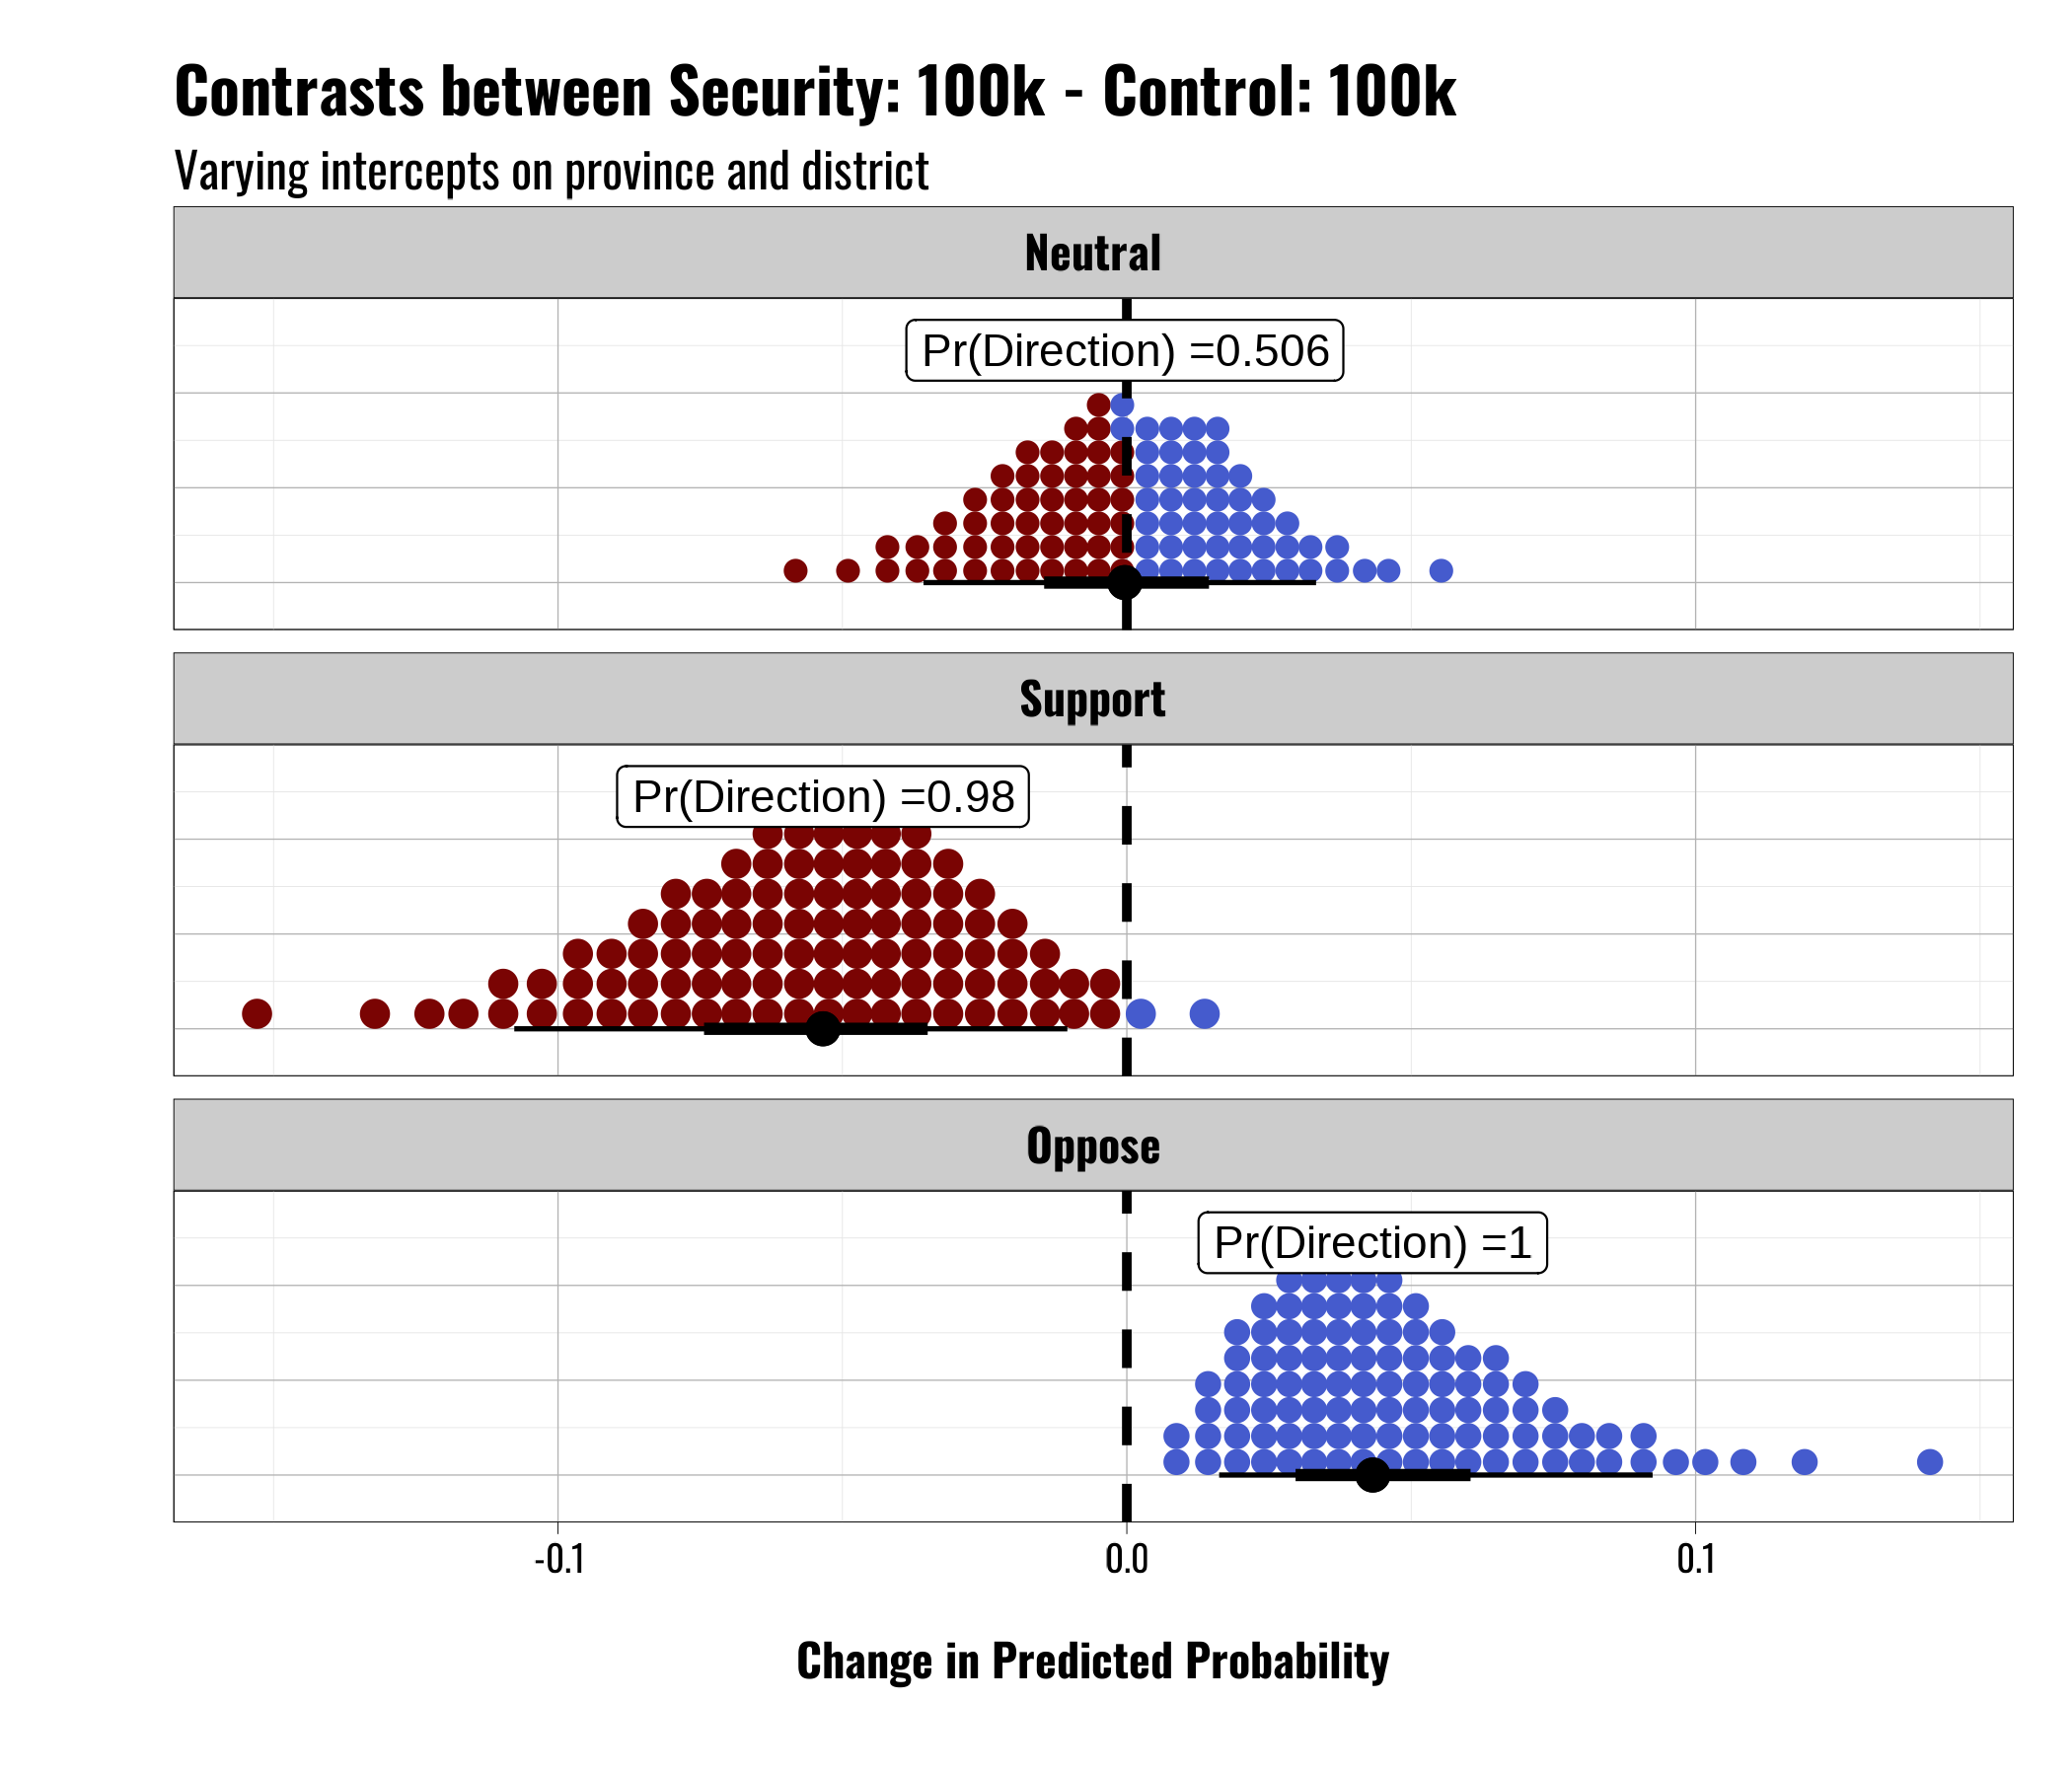 Contrasts between Security: 100k - Control: 100k
Varying intercepts on province and district
Neutral
Pr(Direction) =0.506
Support
Pr(Direction) =0.98
Oppose
Pr(Direction) =1
-0.1 0.0 0.1
Change in Predicted Probability